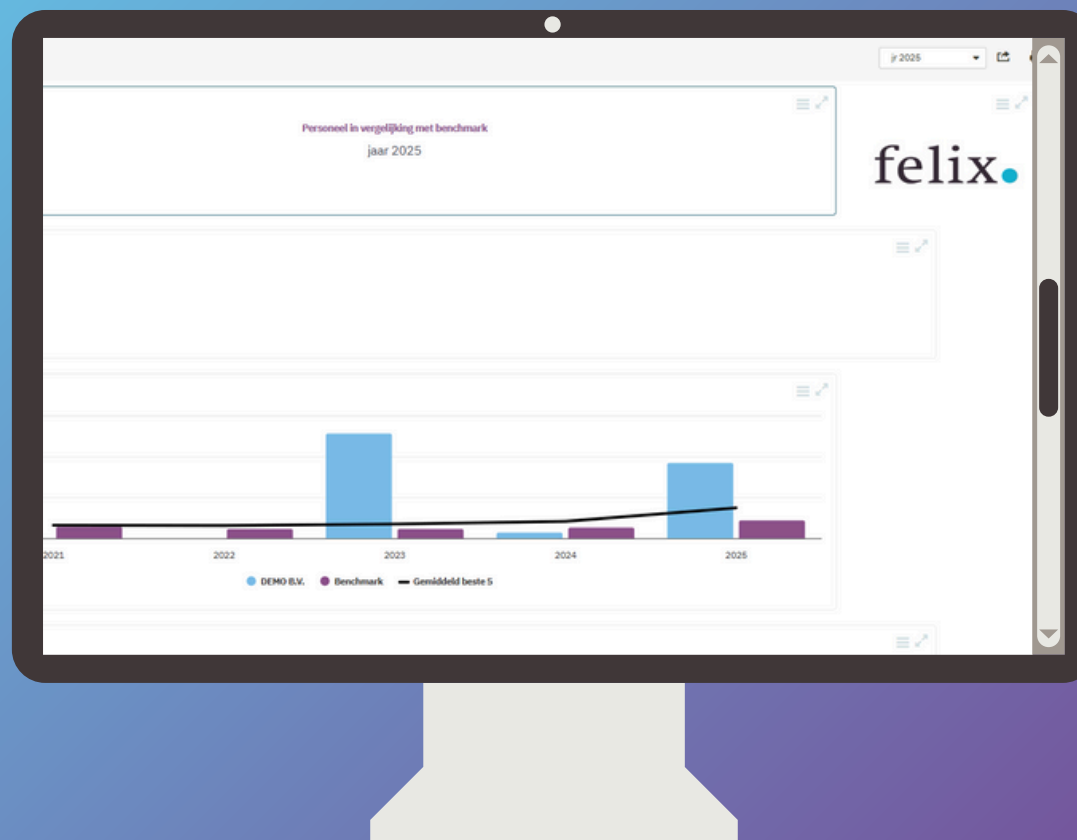 jr 2025
Personeel in vergelijking met benchmark
jaar 2025
felix.
2021 2022 2023 2024 2025
DEMO B.V. Benchmark Gemiddeld beste 5